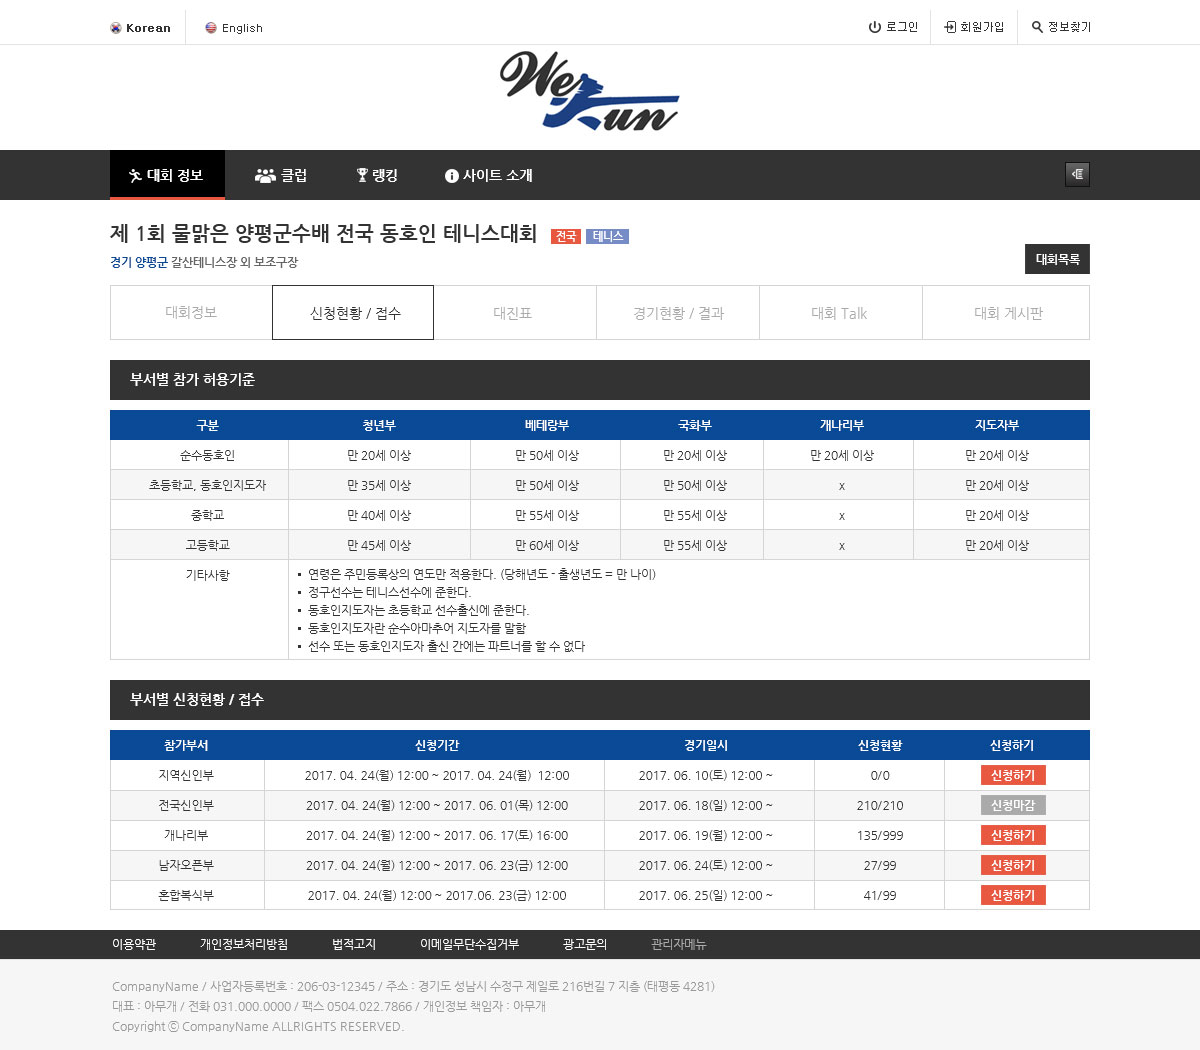 Korean English 로그인 회원가입 정보찾기
We Run
대회 정보 클럽 랭킹 사이트 소개
제 1회 물맑은 양평군수배 전국 동호인 테니스대회 전국 테니스
경기 양평군 갈산테니스장 외 보조구장
대회목록
대회정보 신청현황 / 접수 대진표 경기현황 / 결과 대회 Talk 대회 게시판
부서별 참가 허용기준
구분 청년부 베테랑부 국화부 개나리부 지도자부
순수동호인 만 20세 이상 만 50세 이상 만 20세 이상 만 20세 이상 만 20세 이상
초등학교, 동호인지도자 만 35세 이상 만 50세 이상 만 50세 이상 x 만 20세 이상
중학교 만 40세 이상 만 55세 이상 만 55세 이상 x 만 20세 이상
고등학교 만 45세 이상 만 60세 이상 만 55세 이상 x 만 20세 이상
기타사항 • 연령은 주민등록상의 연도만 적용한다. (당해년도 - 출생년도 = 만 나이)
• 정구선수는 테니스선수에 준한다.
• 동호인지도자는 초등학교 선수출신에 준한다.
• 동호인지도자란 순수아마추어 지도자를 말함
• 선수 또는 동호인지도자 출신 간에는 파트너를 할 수 없다
부서별 신청현황 / 접수
참가부서 신청기간 경기일시 신청현황 신청하기
지역신인부 2017. 04. 24(월) 12:00 ~ 2017. 04. 24(월) 12:00 2017. 06. 10(토) 12:00 ~ 0/0 신청하기
전국신인부 2017. 04. 24(월) 12:00 ~ 2017. 06. 01(목) 12:00 2017. 06. 18(일) 12:00 ~ 210/210 신청마감
개나리부 2017. 04. 24(월) 12:00 ~ 2017. 06. 17(토) 16:00 2017. 06. 19(월) 12:00 ~ 135/999 신청하기
남자오픈부 2017. 04. 24(월) 12:00 ~ 2017. 06. 23(금) 12:00 2017. 06. 24(토) 12:00 ~ 27/99 신청하기
혼합복식부 2017. 04. 24(월) 12:00 ~ 2017.06. 23(금) 12:00 2017. 06. 25(일) 12:00 ~ 41/99 신청하기
이용약관 개인정보처리방침 법적고지 이메일무단수집거부 광고문의 관리자메뉴
CompanyName / 사업자등록번호 : 206-03-12345 / 주소 : 경기도 성남시 수정구 제일로 216번길 7 지층 (태평동 4281)
대표 : 아무개 / 전화 031.000.0000 / 팩스 0504.022.7866 / 개인정보 책임자 : 아무개
Copyright ⓒ CompanyName ALLRIGHTS RESERVED.